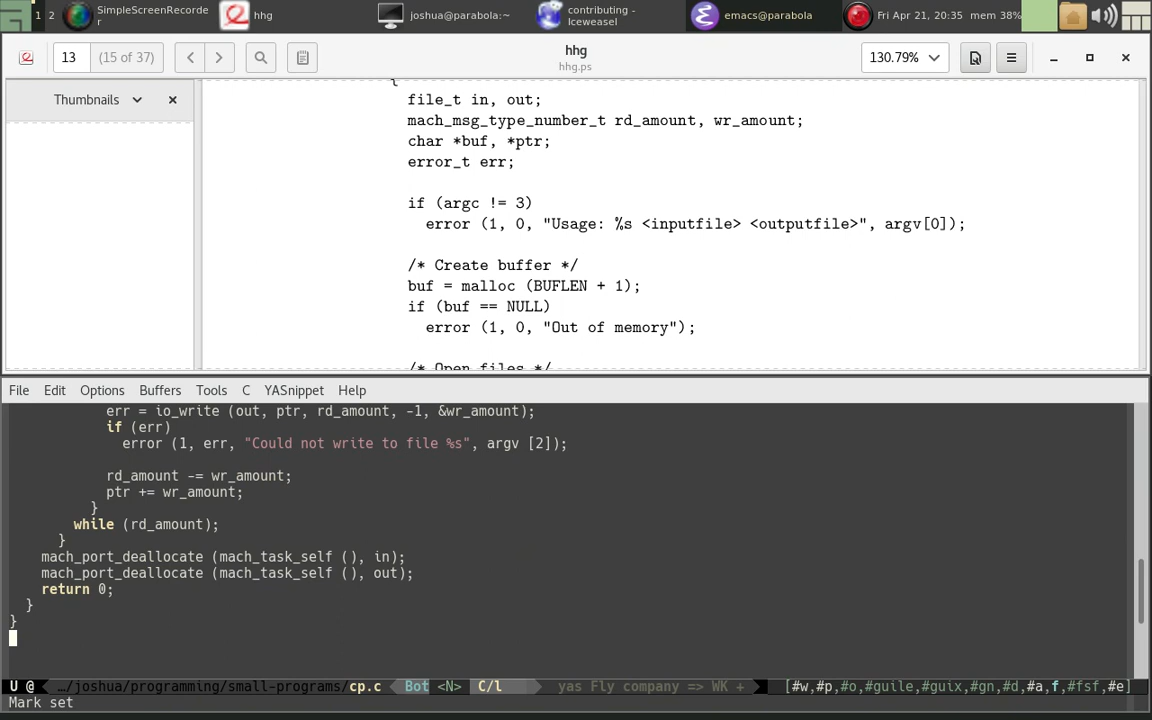 1 2 SimpleScreenRecorde
r
hhg
joshua@parabola:~
contributing -
Iceweasel
emacs@parabola
Fri Apr 21, 20:35 mem 38%
13 (15 of 37)
hhg
hhg.ps
130.79%
Thumbnails
{
file_t in, out;
mach_msg_type_number_t rd_amount, wr_amount;
char *buf, *ptr;
error_t err;
if (argc != 3)
error (1, 0, "Usage: %s <inputfile> <outputfile>", argv[0]);
/* Create buffer */
buf = malloc (BUFLEN + 1);
if (buf == NULL)
error (1, 0, "Out of memory");
/* Open files */
File Edit Options Buffers Tools C YASnippet Help
err = io_write (out, ptr, rd_amount, -1, &wr_amount);
if (err)
error (1, err, "Could not write to file %s", argv [2]);
rd_amount -= wr_amount;
ptr += wr_amount;
}
while (rd_amount);
}
mach_port_deallocate (mach_task_self (), in);
mach_port_deallocate (mach_task_self (), out);
return 0;
}
}
U @ …/joshua/programming/small-programs/cp.c Bot <N> C/l yas Fly company => WK + [#w,#p,#o,#guile,#guix,#gn,#d,#a,f,#fsf,#e]
Mark set